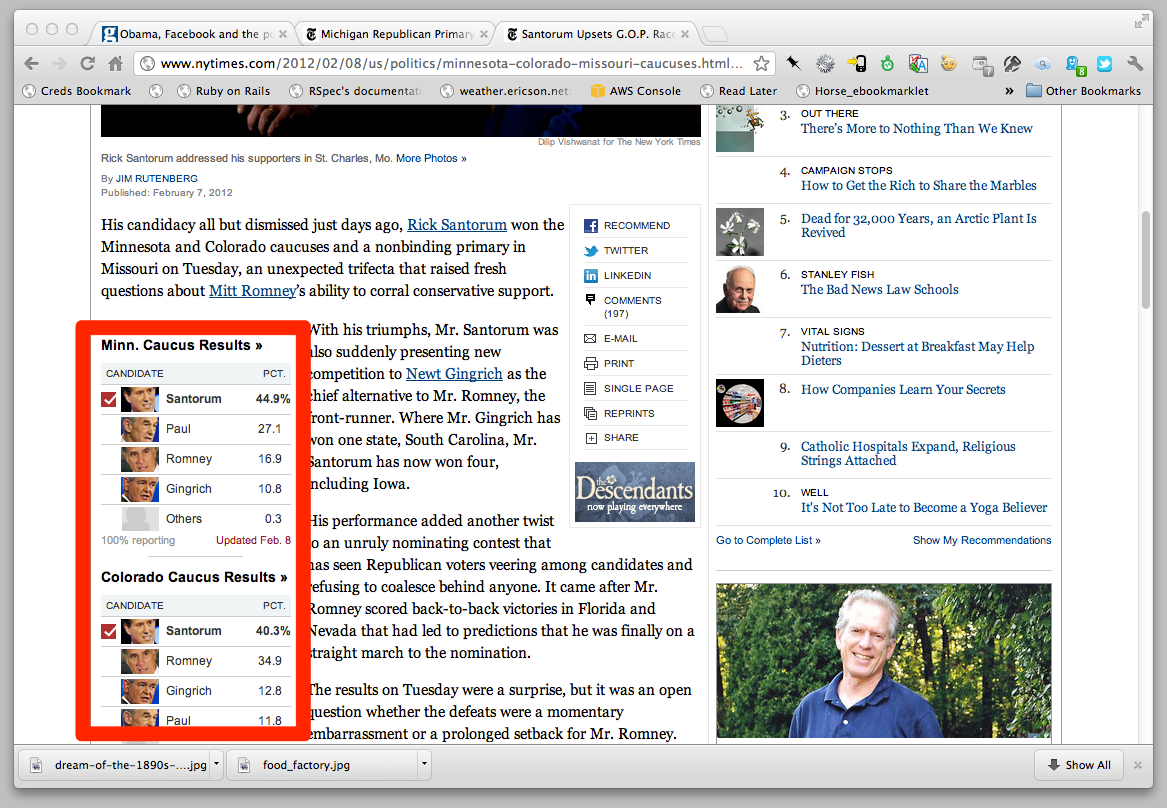 Obama, Facebook and the po
Michigan Republican Primary
Santorum Upsets G.O.P. Race
www.nytimes.com/2012/02/08/us/politics/minnesota-colorado-missouri-caucuses.html...
7
8
Creds Bookmark
Ruby on Rails
RSpec's documentati
weather.ericson.net
AWS Console
Read Later
Horse_ebookmarklet
»
Other Bookmarks
Dilip Vishwanat for The New York Times
Rick Santorum addressed his supporters in St. Charles, Mo. More Photos »
By JIM RUTENBERG
Published: February 7, 2012
His candidacy all but dismissed just days ago, Rick Santorum won the
Minnesota and Colorado caucuses and a nonbinding primary in
Missouri on Tuesday, an unexpected trifecta that raised fresh
questions about Mitt Romney's ability to corral conservative support.
Minn. Caucus Results »
CANDIDATE PCT.
Santorum 44.9%
Paul 27.1
Romney 16.9
Gingrich 10.8
Others 0.3
100% reporting Updated Feb. 8
Colorado Caucus Results »
CANDIDATE PCT.
Santorum 40.3%
Romney 34.9
Gingrich 12.8
Paul 11.8
With his triumphs, Mr. Santorum was
also suddenly presenting new
competition to Newt Gingrich as the
chief alternative to Mr. Romney, the
front-runner. Where Mr. Gingrich has
won one state, South Carolina, Mr.
Santorum has now won four,
including Iowa.
His performance added another twist
to an unruly nominating contest that
has seen Republican voters veering among candidates and
refusing to coalesce behind anyone. It came after Mr.
Romney scored back-to-back victories in Florida and
Nevada that had led to predictions that he was finally on a
straight march to the nomination.
The results on Tuesday were a surprise, but it was an open
question whether the defeats were a momentary
embarrassment or a prolonged setback for Mr. Romney.
RECOMMEND
TWITTER
LINKEDIN
COMMENTS
(197)
E-MAIL
PRINT
SINGLE PAGE
REPRINTS
SHARE
the
Descendants
now playing everywhere
3. OUT THERE
There's More to Nothing Than We Knew
4. CAMPAIGN STOPS
How to Get the Rich to Share the Marbles
5. Dead for 32,000 Years, an Arctic Plant Is
Revived
6. STANLEY FISH
The Bad News Law Schools
7. VITAL SIGNS
Nutrition: Dessert at Breakfast May Help
Dieters
8. How Companies Learn Your Secrets
9. Catholic Hospitals Expand, Religious
Strings Attached
10. WELL
It's Not Too Late to Become a Yoga Believer
Go to Complete List » Show My Recommendations
dream-of-the-1890s-....jpg
food_factory.jpg
Show All